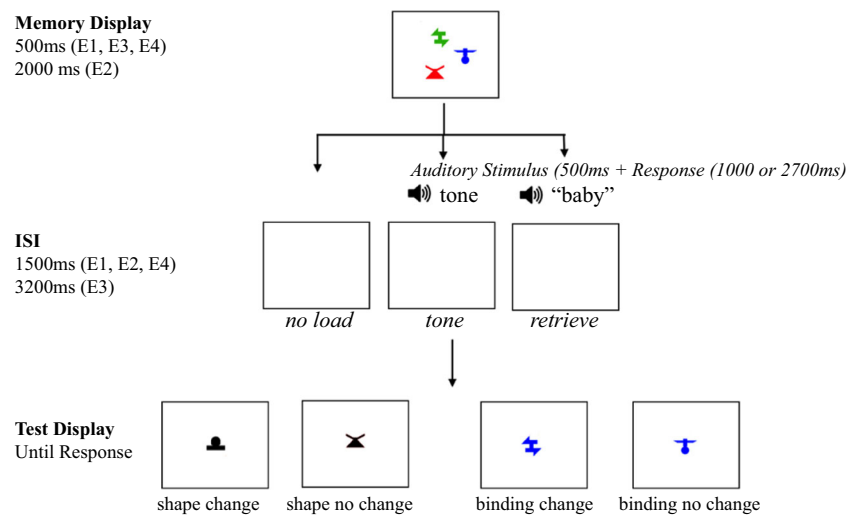 Memory Display
500ms (E1, E3, E4)
2000 ms (E2)
Auditory Stimulus (500ms + Response (1000 or 2700ms)
tone
“baby”
ISI
1500ms (E1, E2, E4)
3200ms (E3)
no load
tone
retrieve
Test Display
Until Response
shape change
shape no change
binding change
binding no change